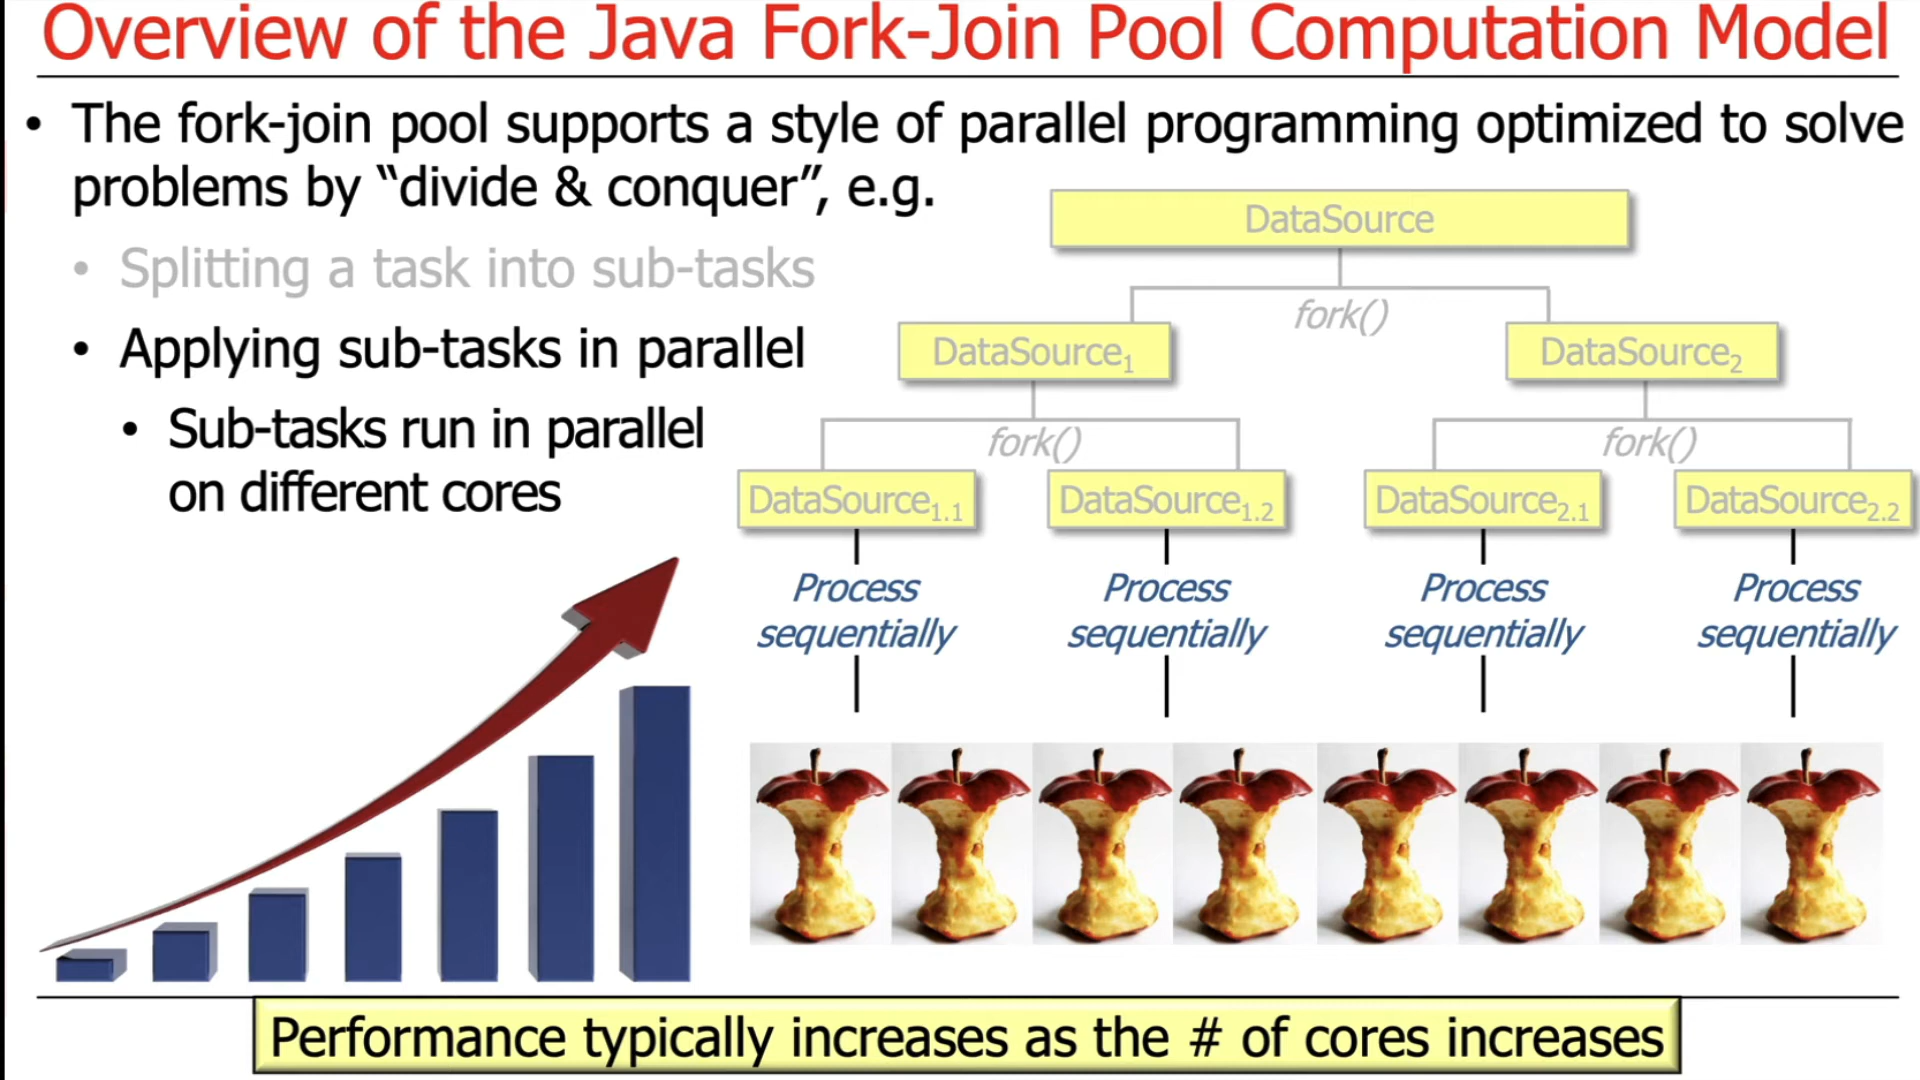 Overview of the Java Fork-Join Pool Computation Model
• The fork-join pool supports a style of parallel programming optimized to solve
problems by “divide & conquer”, e.g.
• Splitting a task into sub-tasks
• Applying sub-tasks in parallel
• Sub-tasks run in parallel
on different cores
DataSource
fork()
DataSource₁
DataSource₂
fork()
fork()
DataSource₁.₁
DataSource₁.₂
DataSource₂.₁
DataSource₂.₂
Process
sequentially
Process
sequentially
Process
sequentially
Process
sequentially
Performance typically increases as the # of cores increases